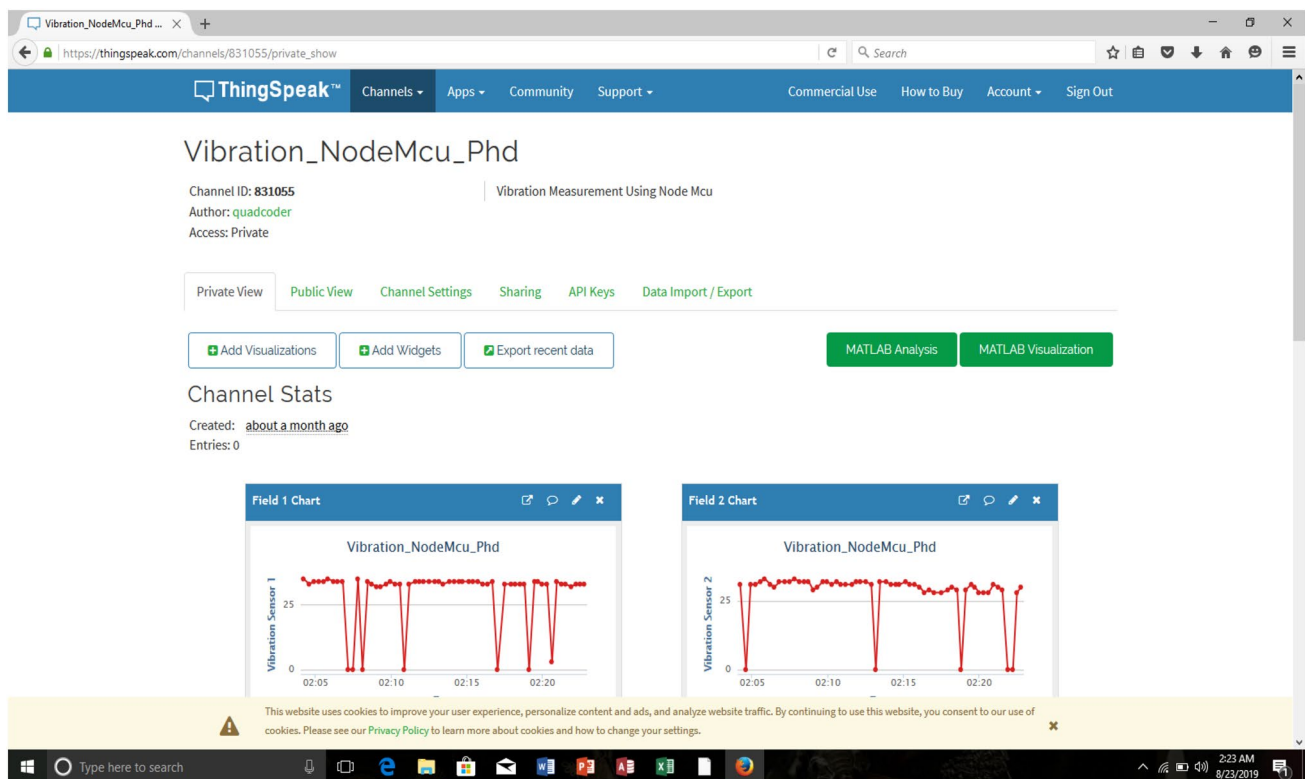 Vibration_NodeMcu_Phd ...
https://thingspeak.com/channels/831055/private_show
Search
ThingSpeak™ Channels Apps Community Support Commercial Use How to Buy Account Sign Out
Vibration_NodeMcu_Phd
Channel ID: 831055
Vibration Measurement Using Node Mcu
Author: quadcoder
Access: Private
Private View Public View Channel Settings Sharing API Keys Data Import / Export
Add Visualizations Add Widgets Export recent data MATLAB Analysis MATLAB Visualization
Channel Stats
Created: about a month ago
Entries: 0
Field 1 Chart
Vibration_NodeMcu_Phd
Vibration Sensor 1
25
0
02:05 02:10 02:15 02:20
Field 2 Chart
Vibration_NodeMcu_Phd
Vibration Sensor 2
25
0
02:05 02:10 02:15 02:20
This website uses cookies to improve your user experience, personalize content and ads, and analyze website traffic. By continuing to use this website, you consent to our use of
cookies. Please see our Privacy Policy to learn more about cookies and how to change your settings.
Type here to search
2:23 AM
8/23/2019